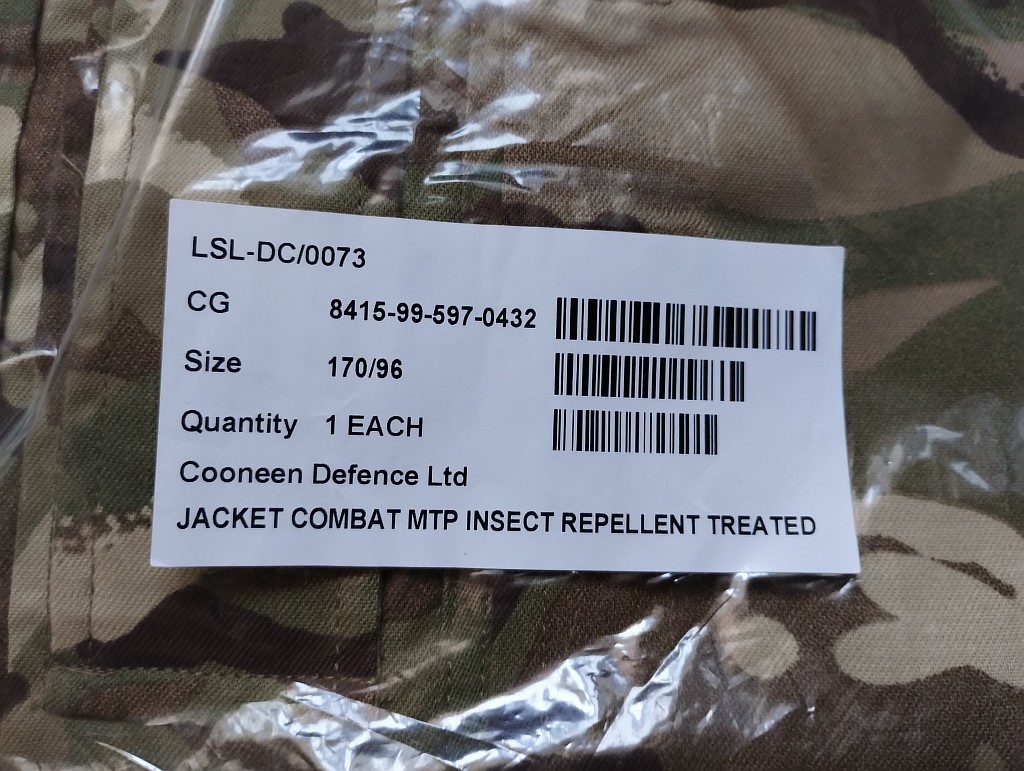 LSL-DC/0073
CG 8415-99-597-0432
Size 170/96
Quantity 1 EACH
Cooneen Defence Ltd
JACKET COMBAT MTP INSECT REPELLENT TREATED